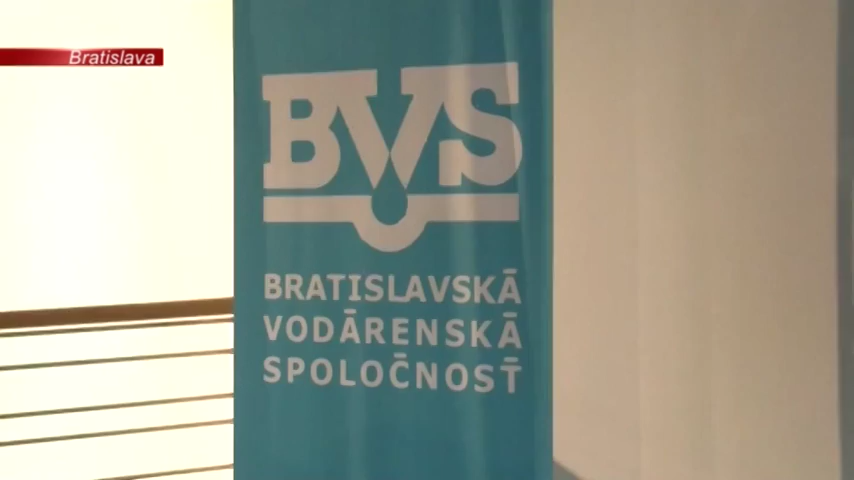 Bratislava
BVS
BRATISLAVSKÁ
VODÁRENSKÁ
SPOLOČNOSŤ